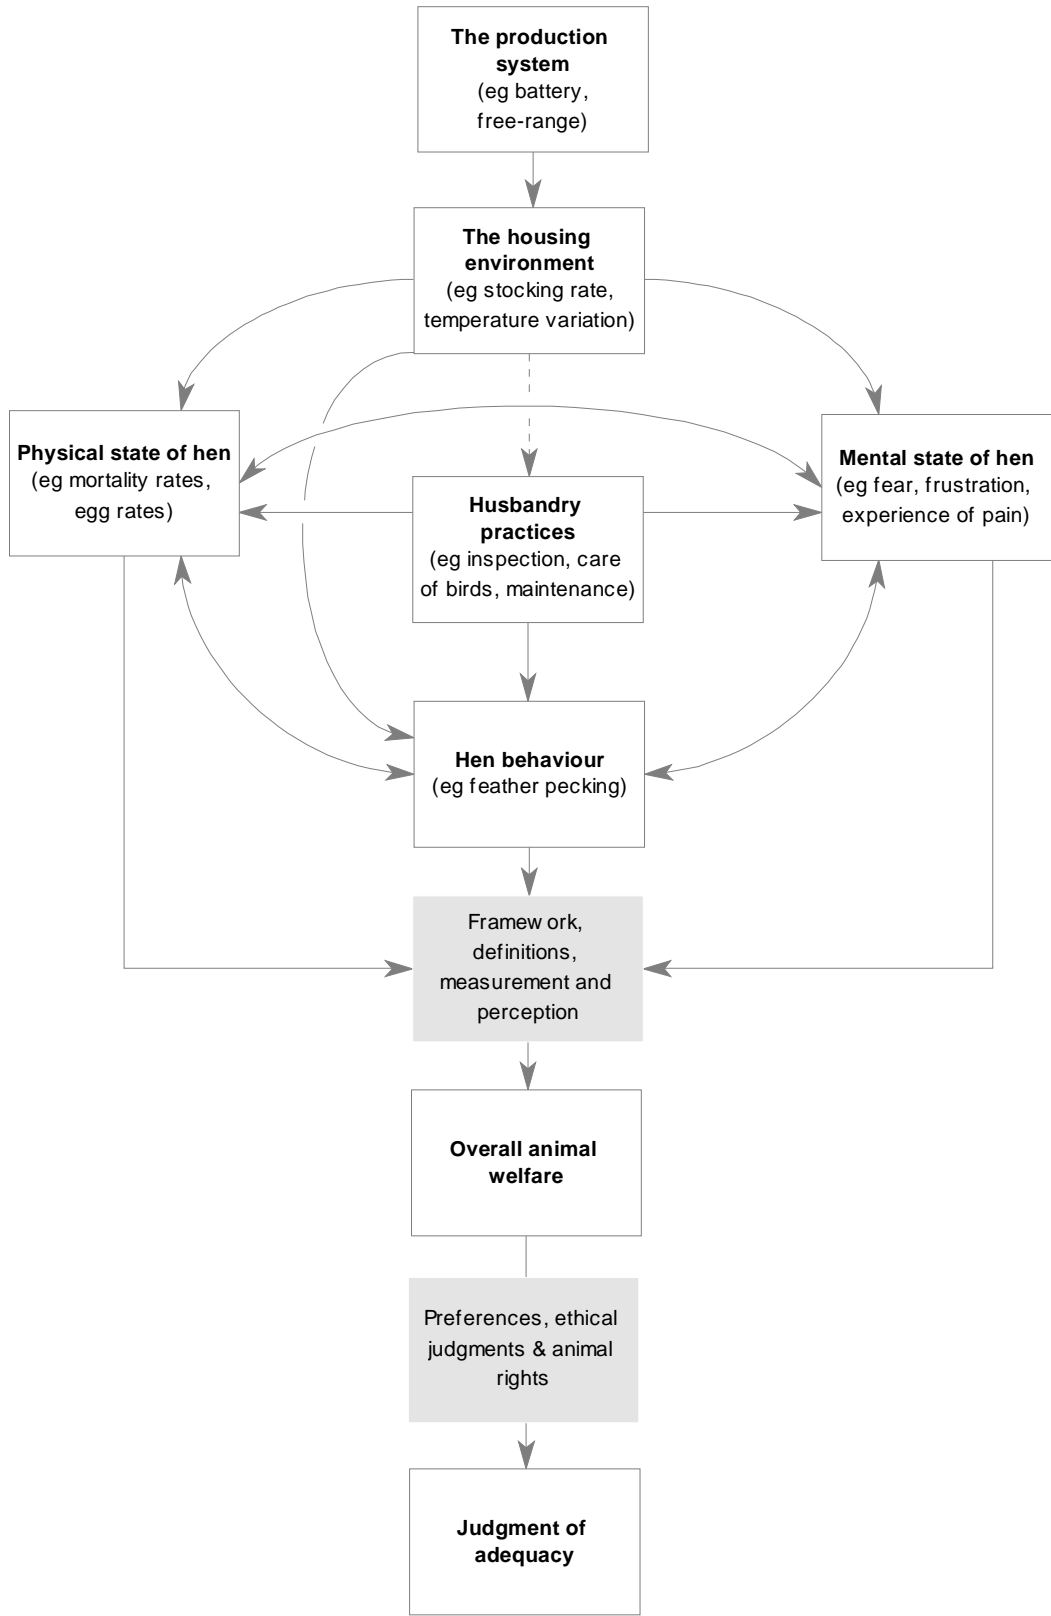 The production
system
(eg battery,
free-range)
The housing
environment
(eg stocking rate,
temperature variation)
Physical state of hen
(eg mortality rates,
egg rates)
Mental state of hen
(eg fear, frustration,
experience of pain)
Husbandry
practices
(eg inspection, care
of birds, maintenance)
Hen behaviour
(eg feather pecking)
Framew ork,
definitions,
measurement and
perception
Overall animal
welfare
Preferences, ethical
judgments & animal
rights
Judgment of
adequacy